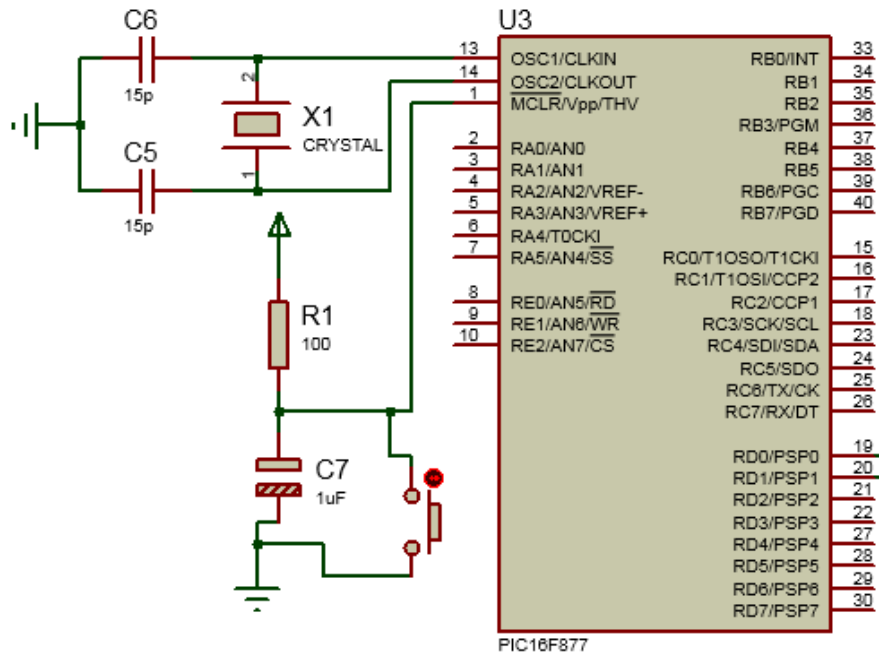 C6
15p
2
X1
CRYSTAL
1
C5
15p
R1
100
C7
1uF
U3
13 OSC1/CLKIN
14 OSC2/CLKOUT
1 MCLR/Vpp/THV
2 RA0/AN0
3 RA1/AN1
4 RA2/AN2/VREF-
5 RA3/AN3/VREF+
6 RA4/T0CKI
7 RA5/AN4/SS
8 RE0/AN5/RD
9 RE1/AN6/WR
10 RE2/AN7/CS
RB0/INT 33
RB1 34
RB2 35
RB3/PGM 36
RB4 37
RB5 38
RB6/PGC 39
RB7/PGD 40
RC0/T1OSO/T1CKI 15
RC1/T1OSI/CCP2 16
RC2/CCP1 17
RC3/SCK/SCL 18
RC4/SDI/SDA 23
RC5/SDO 24
RC6/TX/CK 25
RC7/RX/DT 26
RD0/PSP0 19
RD1/PSP1 20
RD2/PSP2 21
RD3/PSP3 22
RD4/PSP4 27
RD5/PSP5 28
RD6/PSP6 29
RD7/PSP7 30
PIC16F877